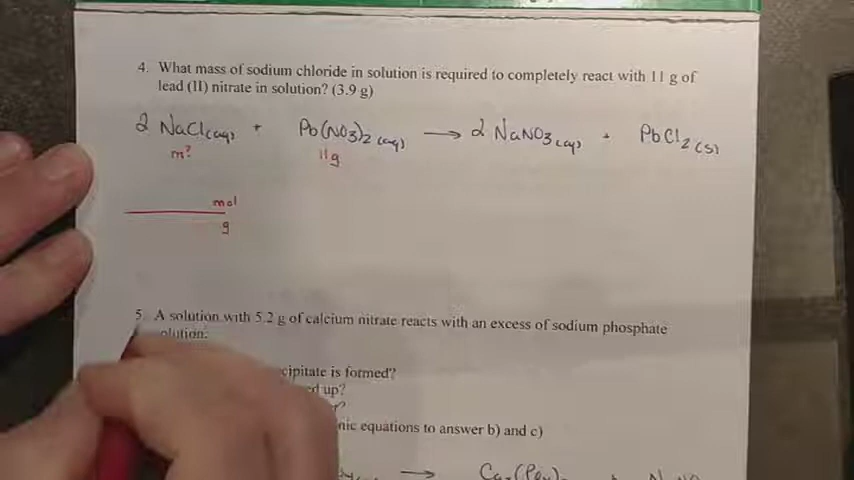 4. What mass of sodium chloride in solution is required to completely react with 11 g of
lead (II) nitrate in solution? (3.9 g)
2 NaCl(aq) + Pb(NO3)2 (aq) → 2 NaNO3 (aq) + PbCl2 (s)
m? 11g
mol
g
5. A solution with 5.2 g of calcium nitrate reacts with an excess of sodium phosphate
olution:
cipitate is formed?
ed up?
nic equations to answer b) and c)